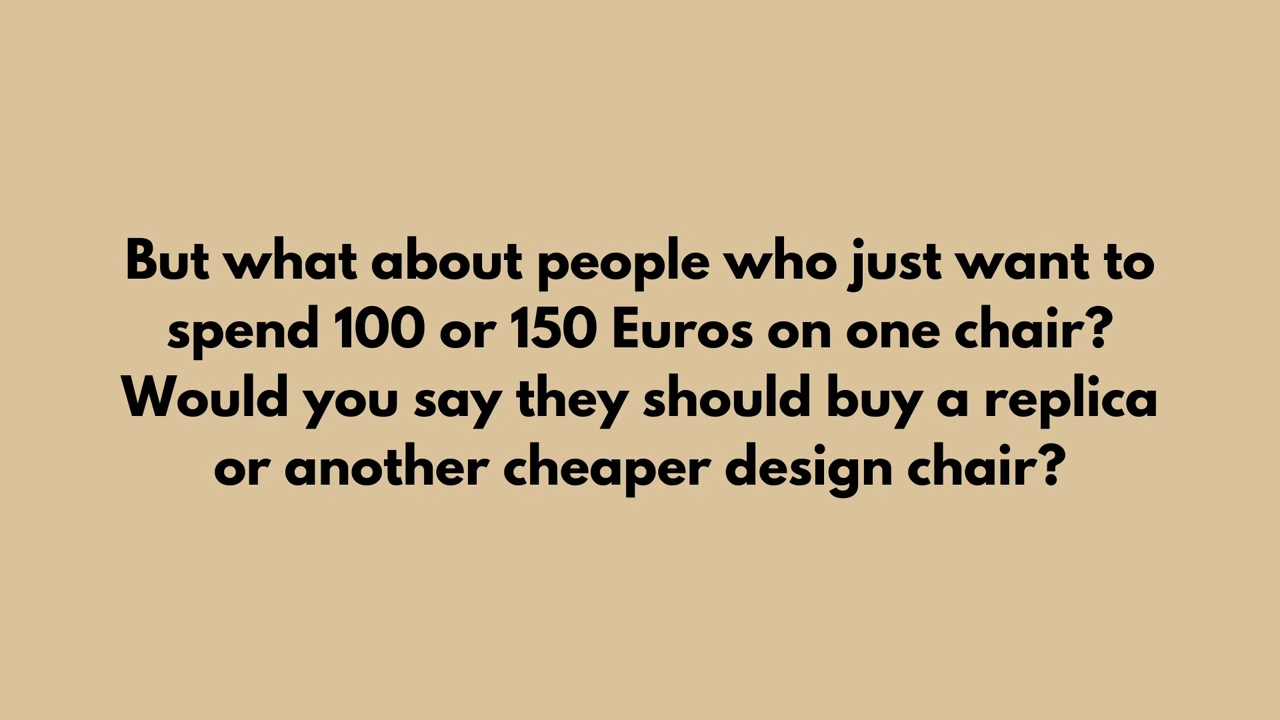 But what about people who just want to
spend 100 or 150 Euros on one chair?
Would you say they should buy a replica
or another cheaper design chair?